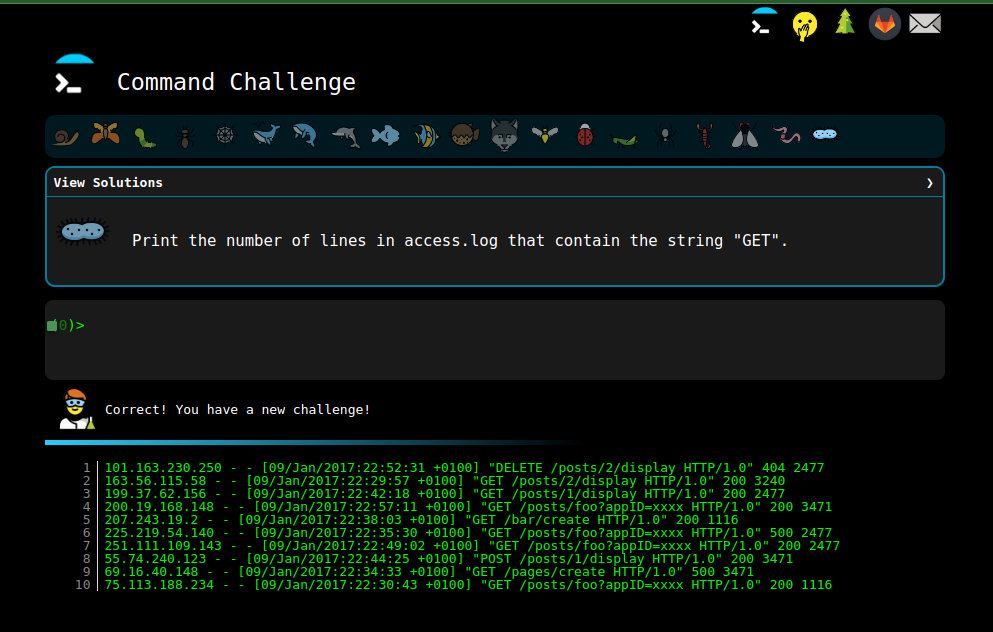 Command Challenge
View Solutions
Print the number of lines in access.log that contain the string "GET".
0)>
Correct! You have a new challenge!
1 101.163.230.250 - - [09/Jan/2017:22:52:31 +0100] "DELETE /posts/2/display HTTP/1.0" 404 2477
2 163.56.115.58 - - [09/Jan/2017:22:29:57 +0100] "GET /posts/2/display HTTP/1.0" 200 3240
3 199.37.62.156 - - [09/Jan/2017:22:42:18 +0100] "GET /posts/1/display HTTP/1.0" 200 2477
4 200.19.168.148 - - [09/Jan/2017:22:57:11 +0100] "GET /posts/foo?appID=xxxx HTTP/1.0" 200 3471
5 207.243.19.2 - - [09/Jan/2017:22:38:03 +0100] "GET /bar/create HTTP/1.0" 200 1116
6 225.219.54.140 - - [09/Jan/2017:22:35:30 +0100] "GET /posts/foo?appID=xxxx HTTP/1.0" 500 2477
7 251.111.109.143 - - [09/Jan/2017:22:49:02 +0100] "GET /posts/foo?appID=xxxx HTTP/1.0" 200 2477
8 55.74.240.123 - - [09/Jan/2017:22:44:25 +0100] "POST /posts/1/display HTTP/1.0" 200 3471
9 69.16.40.148 - - [09/Jan/2017:22:34:33 +0100] "GET /pages/create HTTP/1.0" 500 3471
10 75.113.188.234 - - [09/Jan/2017:22:30:43 +0100] "GET /posts/foo?appID=xxxx HTTP/1.0" 200 1116